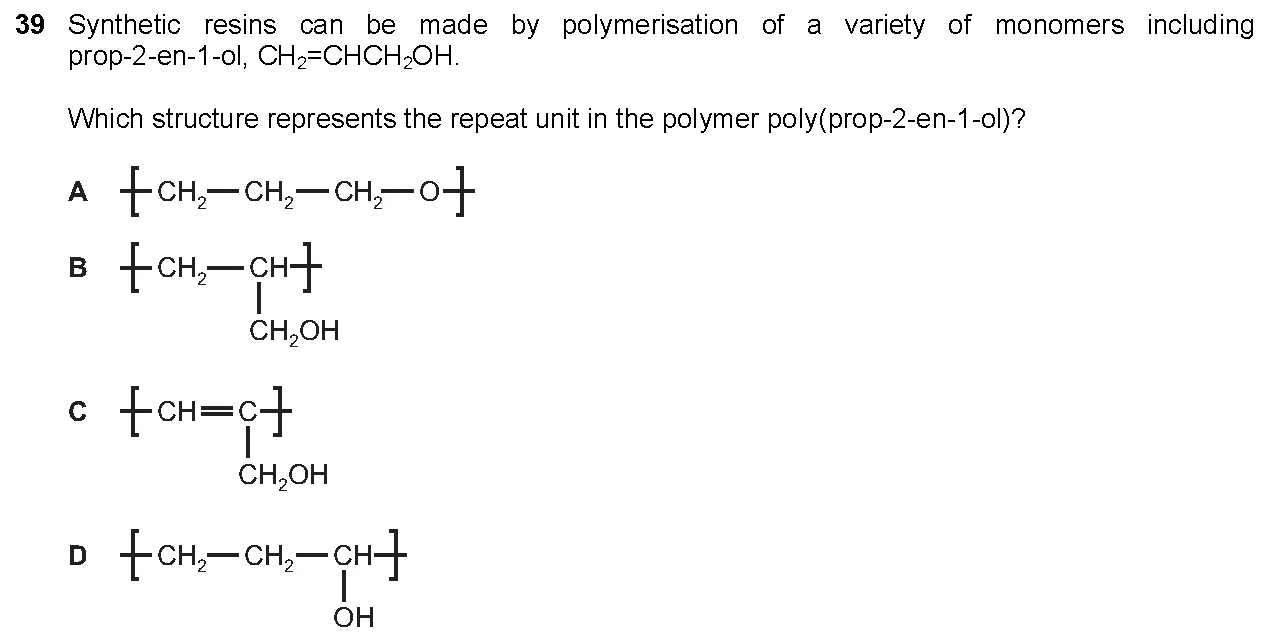 39 Synthetic resins can be made by polymerisation of a variety of monomers including
prop-2-en-1-ol, CH₂=CHCH₂OH.
Which structure represents the repeat unit in the polymer poly(prop-2-en-1-ol)?
A [CH₂—CH₂—CH₂—O]
B [CH₂—CH]
CH₂OH
C [CH=C]
CH₂OH
D [CH₂—CH₂—CH]
OH